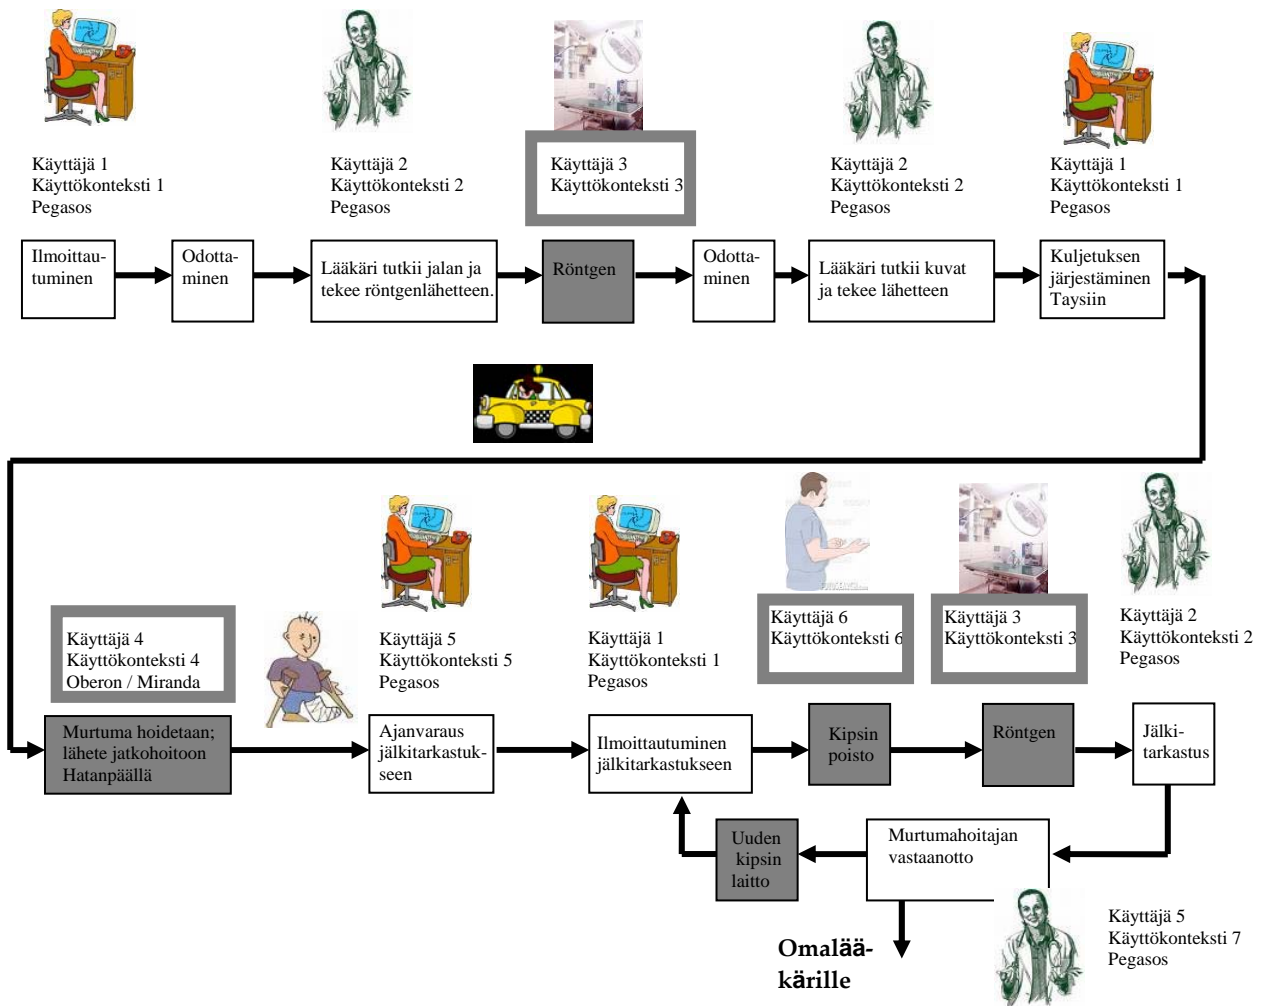 Käyttäjä 1
Käyttökonteksti 1
Pegasos
Käyttäjä 2
Käyttökonteksti 2
Pegasos
Käyttäjä 3
Käyttökonteksti 3
Käyttäjä 2
Käyttökonteksti 2
Pegasos
Käyttäjä 1
Käyttökonteksti 1
Pegasos
Ilmoittau-
tuminen
Odotta-
minen
Lääkäri tutkii jalan ja
tekee röntgenlähetteen.
Röntgen
Odotta-
minen
Lääkäri tutkii kuvat
ja tekee lähetteen
Kuljetuksen
järjestäminen
Taysiin
Käyttäjä 4
Käyttökonteksti 4
Oberon / Miranda
Käyttäjä 5
Käyttökonteksti 5
Pegasos
Käyttäjä 1
Käyttökonteksti 1
Pegasos
Käyttäjä 6
Käyttökonteksti 6
Käyttäjä 3
Käyttökonteksti 3
Käyttäjä 2
Käyttökonteksti 2
Pegasos
Murtuma hoidetaan;
lähete jatkohoitoon
Hatanpäällä
Ajanvaraus
jälkitarkastuk-
seen
Ilmoittautuminen
jälkitarkastukseen
Kipsin
poisto
Röntgen
Jälki-
tarkastus
Uuden
kipsin
laitto
Murtumahoitajan
vastaanotto
Omalää-
kärille
Käyttäjä 5
Käyttökonteksti 7
Pegasos